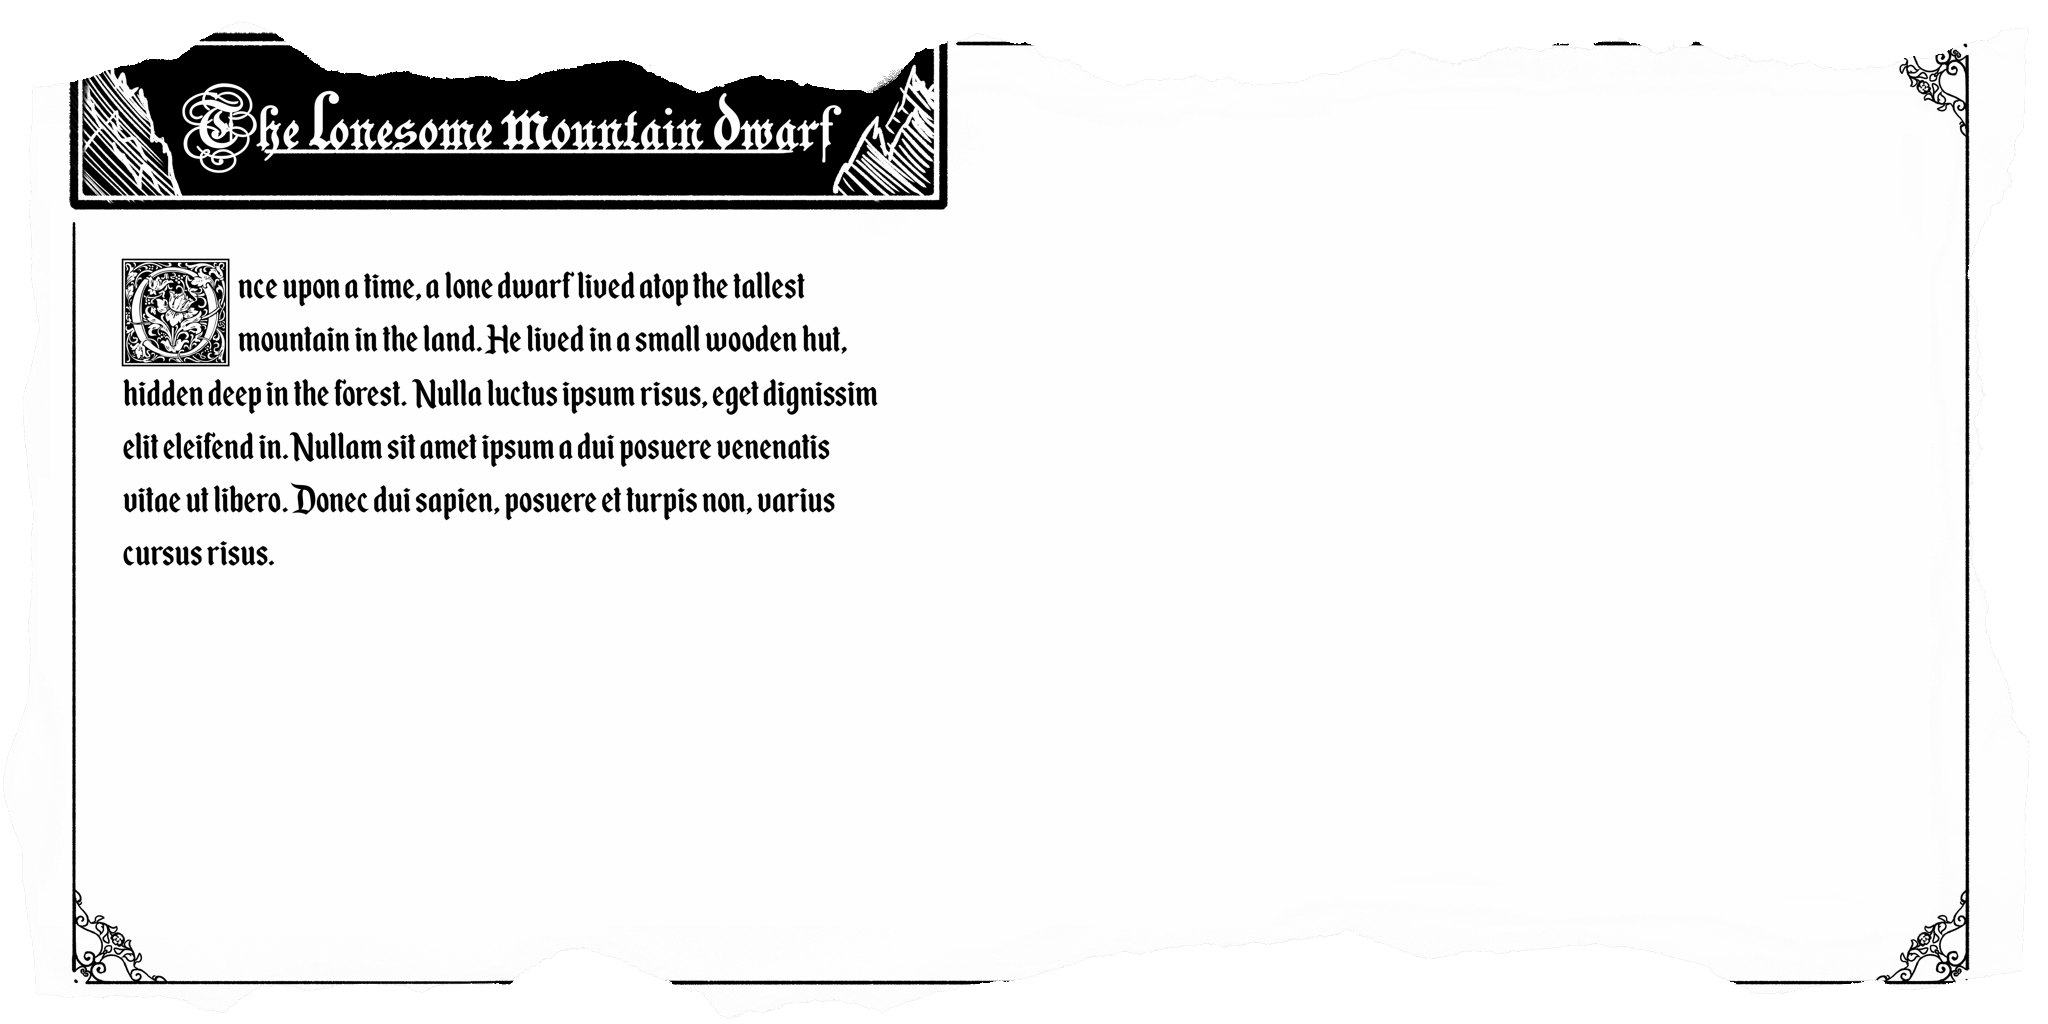 The Lonesome Mountain Dwarf
Once upon a time, a lone dwarf lived atop the tallest
mountain in the land. He lived in a small wooden hut,
hidden deep in the forest. Nulla luctus ipsum risus, eget dignissim
elit eleifend in. Nullam sit amet ipsum a dui posuere venenatis
vitae ut libero. Donec dui sapien, posuere et turpis non, varius
cursus risus.